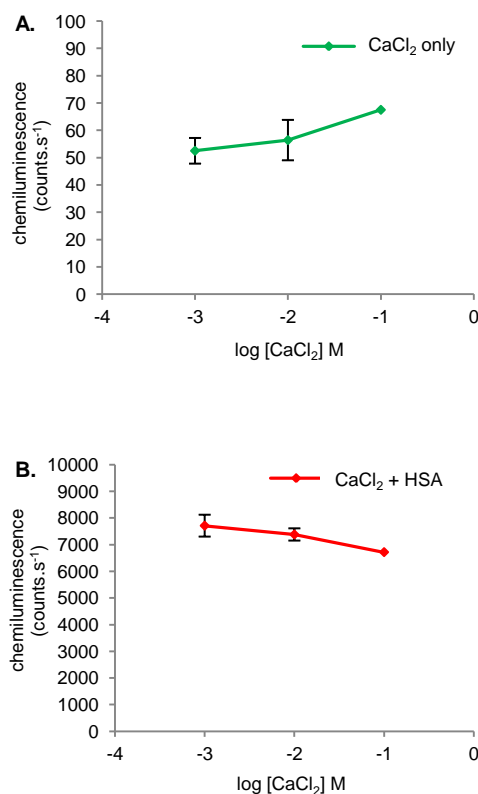 A.
CaCl₂ only
chemiluminescence
(counts.s⁻¹)
100
90
80
70
60
50
40
30
20
10
0
-4 -3 -2 -1 0
log [CaCl₂] M
B.
CaCl₂ + HSA
chemiluminescence
(counts.s⁻¹)
10000
9000
8000
7000
6000
5000
4000
3000
2000
1000
0
-4 -3 -2 -1 0
log [CaCl₂] M